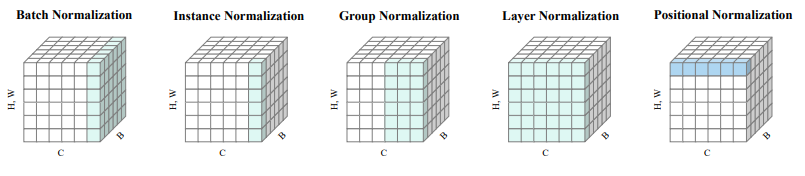 Batch Normalization
Instance Normalization
Group Normalization
Layer Normalization
Positional Normalization
H, W
C
B
H, W
C
B
H, W
C
B
H, W
C
B
H, W
C
B